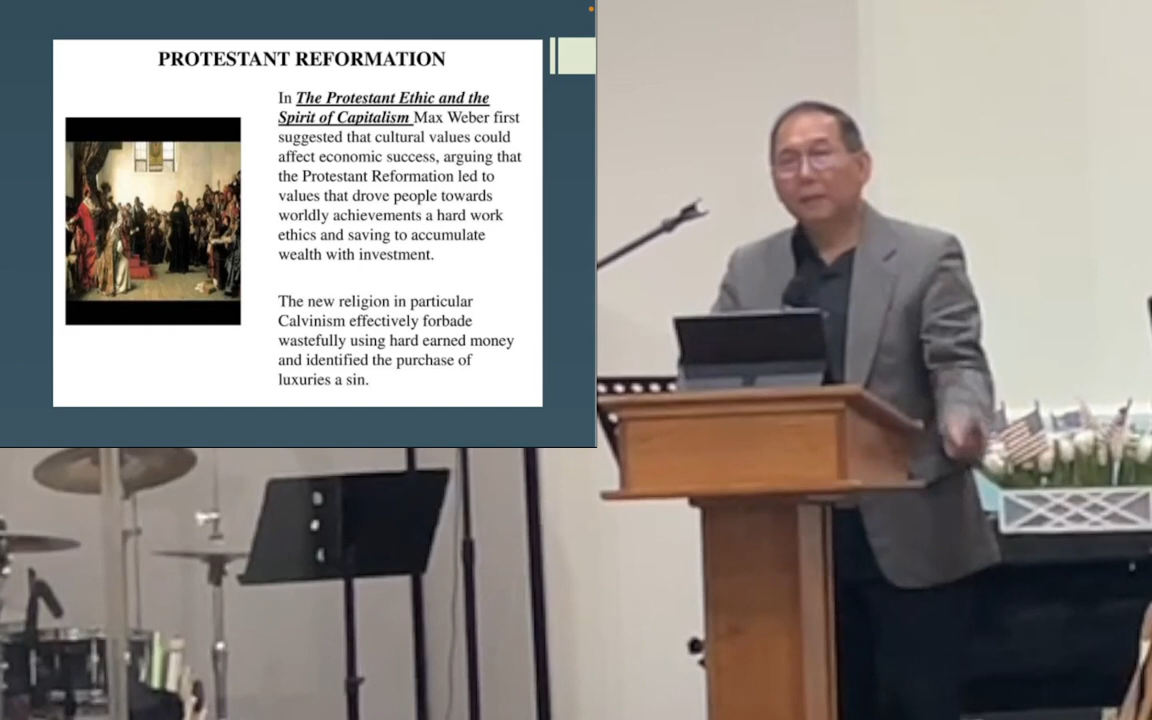 PROTESTANT REFORMATION
In The Protestant Ethic and the
Spirit of Capitalism Max Weber first
suggested that cultural values could
affect economic success, arguing that
the Protestant Reformation led to
values that drove people towards
worldly achievements a hard work
ethics and saving to accumulate
wealth with investment.
The new religion in particular
Calvinism effectively forbade
wastefully using hard earned money
and identified the purchase of
luxuries a sin.